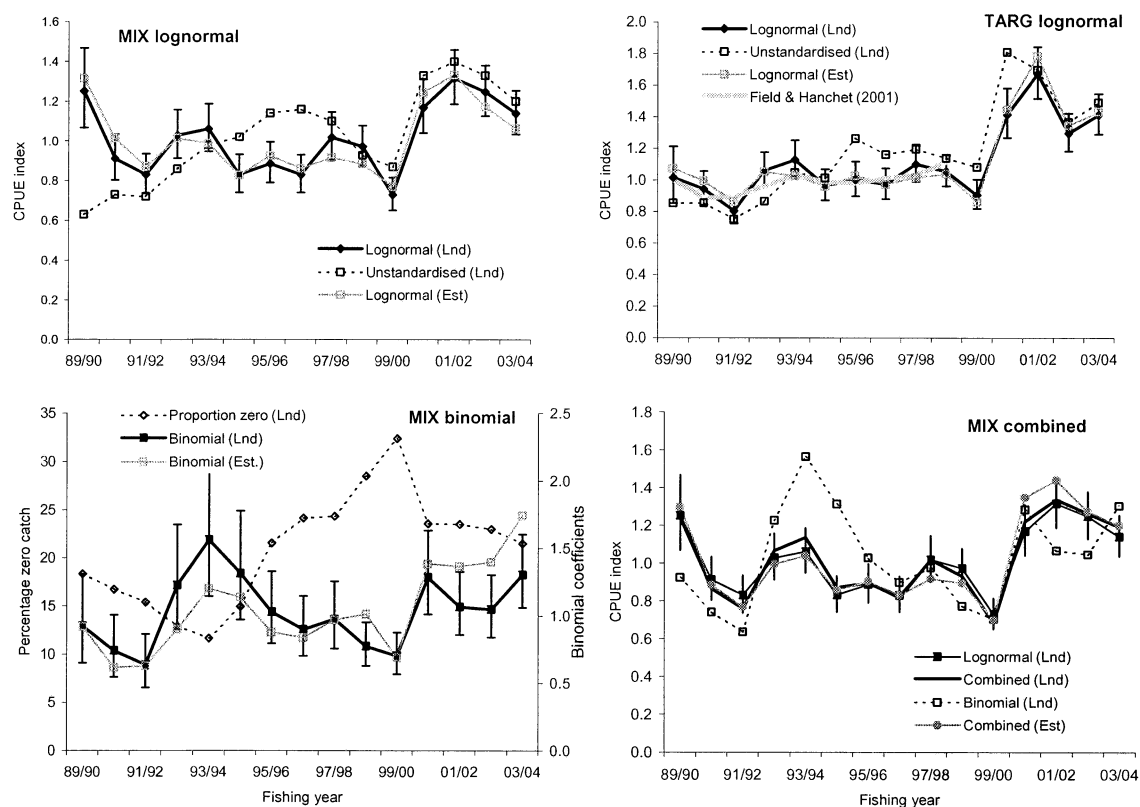 MIX lognormal
CPUE index
1.6
1.4
1.2
1.0
0.8
0.6
0.4
0.2
0.0
Lognormal (Lnd)
Unstandardised (Lnd)
Lognormal (Est)
89/90 91/92 93/94 95/96 97/98 99/00 01/02 03/04
TARG lognormal
Lognormal (Lnd)
Unstandardised (Lnd)
Lognormal (Est)
Field & Hanchet (2001)
CPUE index
2.0
1.8
1.6
1.4
1.2
1.0
0.8
0.6
0.4
0.2
0.0
89/90 91/92 93/94 95/96 97/98 99/00 01/02 03/04
MIX binomial
Proportion zero (Lnd)
Binomial (Lnd)
Binomial (Est.)
Percentage zero catch
35
30
25
20
15
10
5
0
Binomial coefficients
2.5
2.0
1.5
1.0
0.5
0.0
89/90 91/92 93/94 95/96 97/98 99/00 01/02 03/04
Fishing year
MIX combined
CPUE index
1.8
1.6
1.4
1.2
1.0
0.8
0.6
0.4
0.2
0.0
Lognormal (Lnd)
Combined (Lnd)
Binomial (Lnd)
Combined (Est)
89/90 91/92 93/94 95/96 97/98 99/00 01/02 03/04
Fishing year